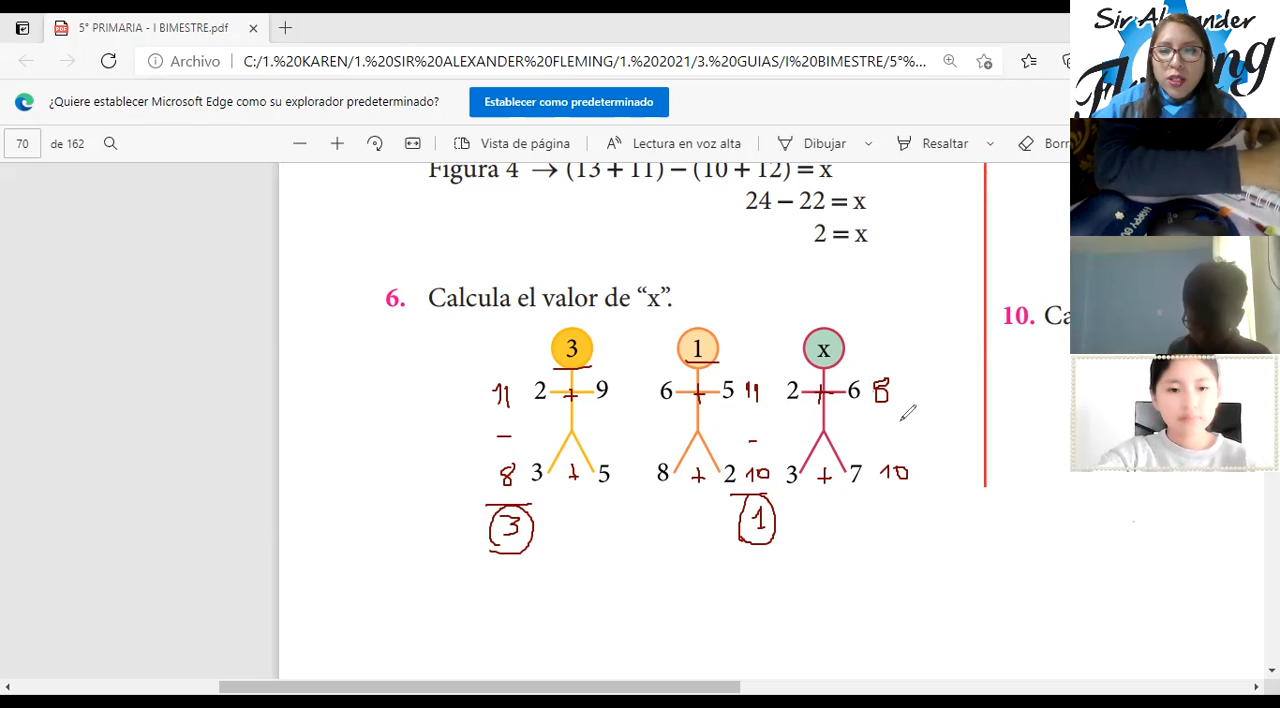 5° PRIMARIA - I BIMESTRE.pdf
Archivo C:/1.%20KAREN/1.%20SIR%20ALEXANDER%20FLEMING/1.%202021/3.%20GUIAS/I%20BIMESTRE/5°%...
¿Quiere establecer Microsoft Edge como su explorador predeterminado? Establecer como predeterminado
70 de 162 Vista de página Lectura en voz alta Dibujar Resaltar Borr
Figura 4 → (13 + 11) − (10 + 12) = x
24 − 22 = x
2 = x
6. Calcula el valor de “x”.
3 1 x
11 2 + 9 6 + 5 11 2 + 6 8
− -
8 3 + 5 8 + 2 10 3 + 7 10
3 1
10. Ca
Sir Alexander
Fleming